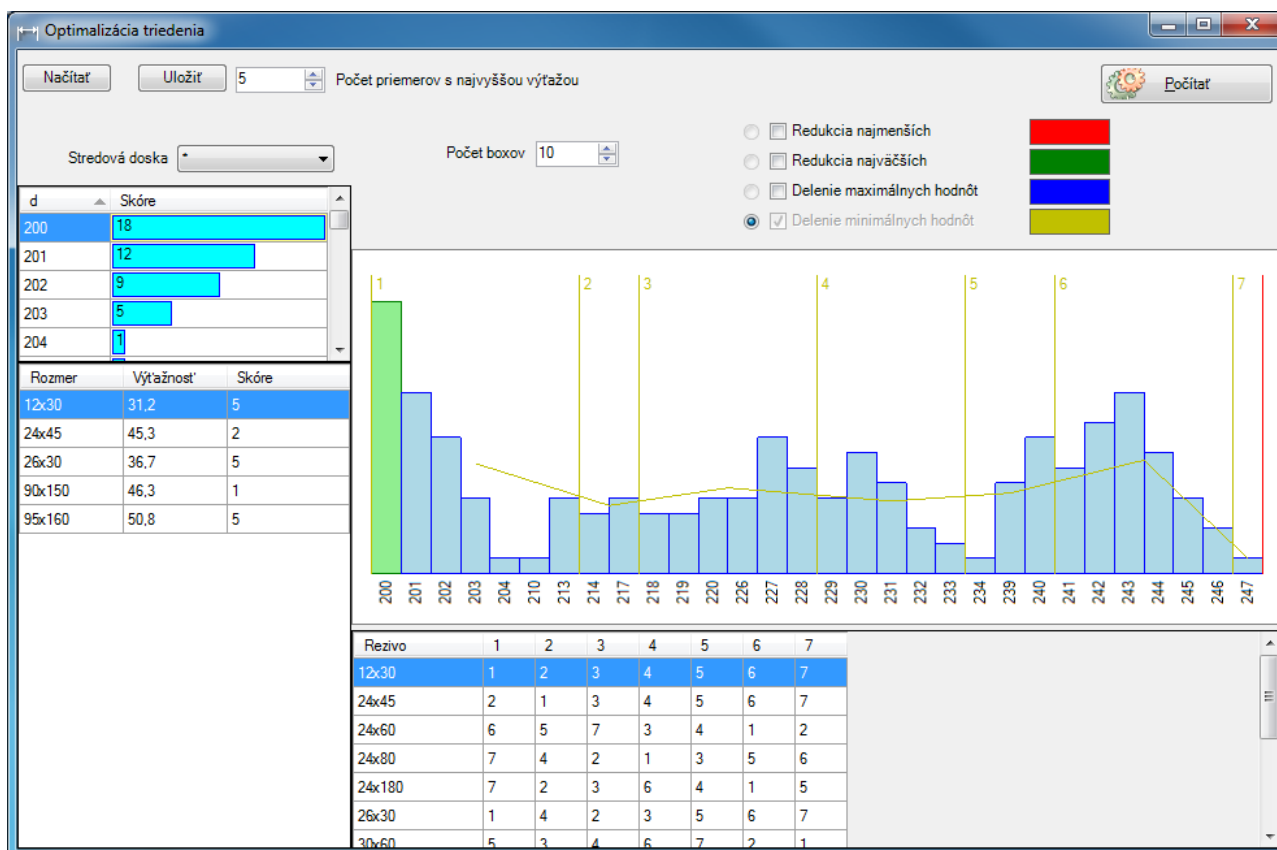 Optimalizácia triedenia
Načítať Uložiť 5 Počet priemerov s najvyššou výťažou Počítať
Stredová doska * Počet boxov 10
Redukcia najmenších
Redukcia najväčších
Delenie maximálnych hodnôt
Delenie minimálnych hodnôt
d Skóre
200 18
201 12
202 9
203 5
204 1
Rozmer Výťažnosť Skóre
12x30 31,2 5
24x45 45,3 2
26x30 36,7 5
90x150 46,3 1
95x160 50,8 5
1 2 3 4 5 6 7
200 201 202 203 204 210 213 214 217 218 219 220 226 227 228 229 230 231 232 233 234 239 240 241 242 243 244 245 246 247
Rezivo 1 2 3 4 5 6 7
12x30 1 2 3 4 5 6 7
24x45 2 1 3 4 5 6 7
24x60 6 5 7 3 4 1 2
24x80 7 4 2 1 3 5 6
24x180 7 2 3 6 4 1 5
26x30 1 4 2 3 5 6 7
30x60 5 3 4 6 7 2 1